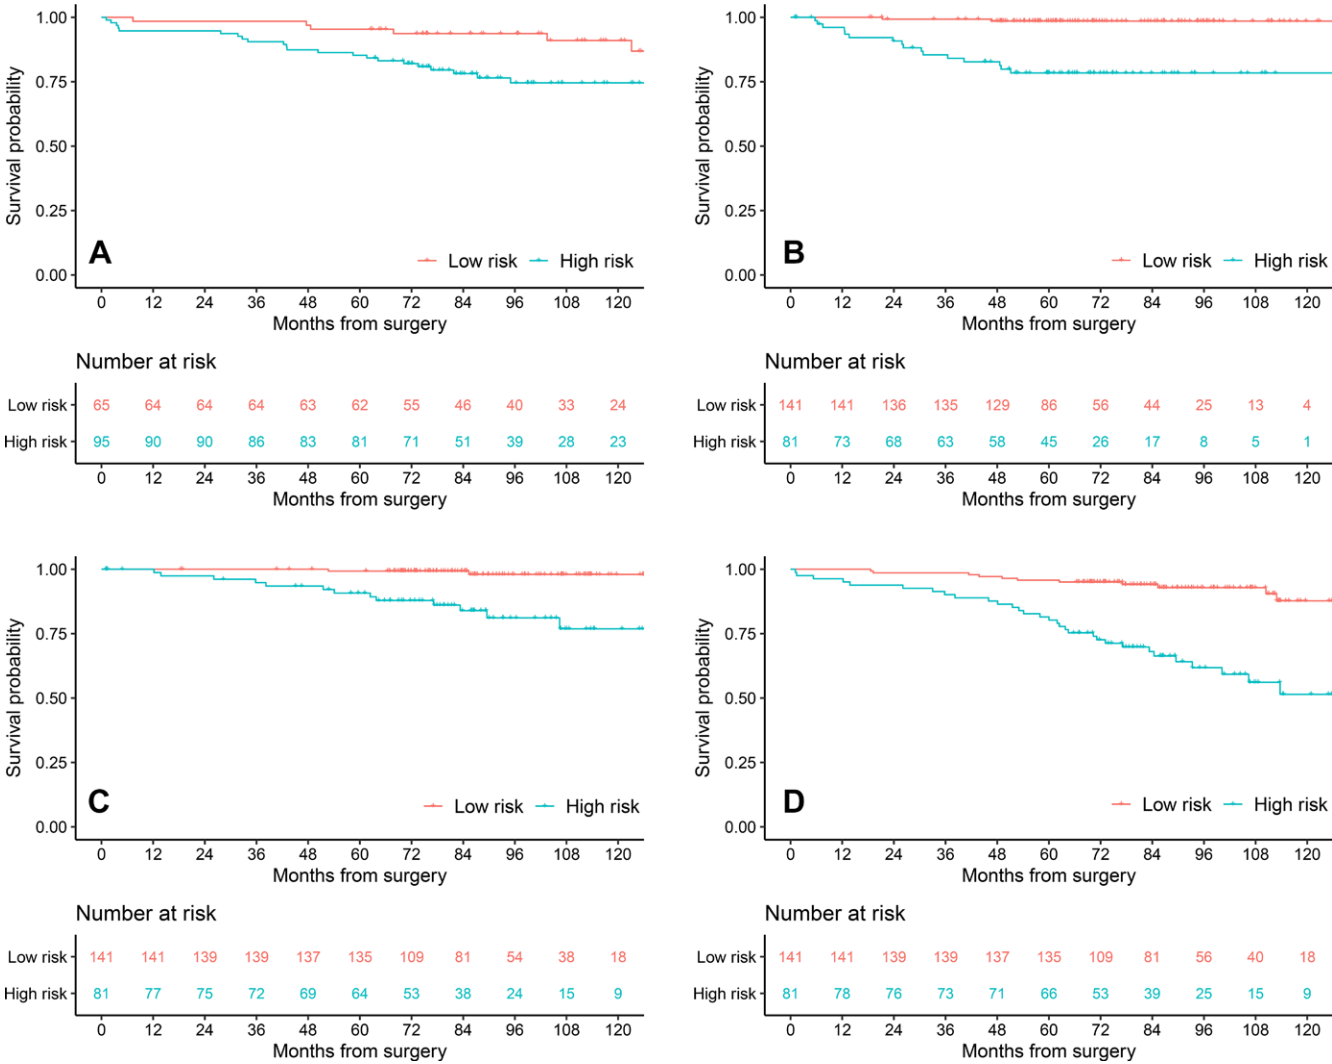 1.00
0.75
0.50
0.25
0.00
Survival probability
A
Low risk High risk
0 12 24 36 48 60 72 84 96 108 120
Months from surgery
Number at risk
Low risk 65 64 64 64 63 62 55 46 40 33 24
High risk 95 90 90 86 83 81 71 51 39 28 23
0 12 24 36 48 60 72 84 96 108 120
Months from surgery
1.00
0.75
0.50
0.25
0.00
Survival probability
B
Low risk High risk
0 12 24 36 48 60 72 84 96 108 120
Months from surgery
Number at risk
Low risk 141 141 136 135 129 86 56 44 25 13 4
High risk 81 73 68 63 58 45 26 17 8 5 1
0 12 24 36 48 60 72 84 96 108 120
Months from surgery
1.00
0.75
0.50
0.25
0.00
Survival probability
C
Low risk High risk
0 12 24 36 48 60 72 84 96 108 120
Months from surgery
Number at risk
Low risk 141 141 139 139 137 135 109 81 54 38 18
High risk 81 77 75 72 69 64 53 38 24 15 9
0 12 24 36 48 60 72 84 96 108 120
Months from surgery
1.00
0.75
0.50
0.25
0.00
Survival probability
D
Low risk High risk
0 12 24 36 48 60 72 84 96 108 120
Months from surgery
Number at risk
Low risk 141 141 139 139 137 135 109 81 56 40 18
High risk 81 78 76 73 71 66 53 39 25 15 9
0 12 24 36 48 60 72 84 96 108 120
Months from surgery